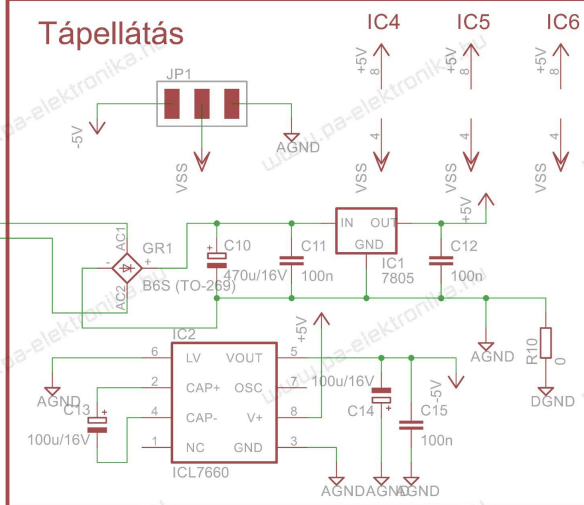 Tápellátás
IC4
IC5
IC6
+5V
8
+5V
8
+5V
8
JP1
-5V
VSS
AGND
4
VSS
4
VSS
4
VSS
www.pa-elektronika.hu
AC1
GR1
-
+
AC2
B6S (TO-269)
+
C10
470u/16V
C11
100n
IN
OUT
GND
IC1
7805
+5V
C12
100n
AGND
R10
0
DGND
IC2
+5V
6
LV
VOUT
5
2
CAP+
OSC
7
4
CAP-
V+
8
1
NC
GND
3
ICL7660
AGND
C13
+
100u/16V
100u/16V
C14
+
-5V
C15
100n
AGND
AGND
AGND